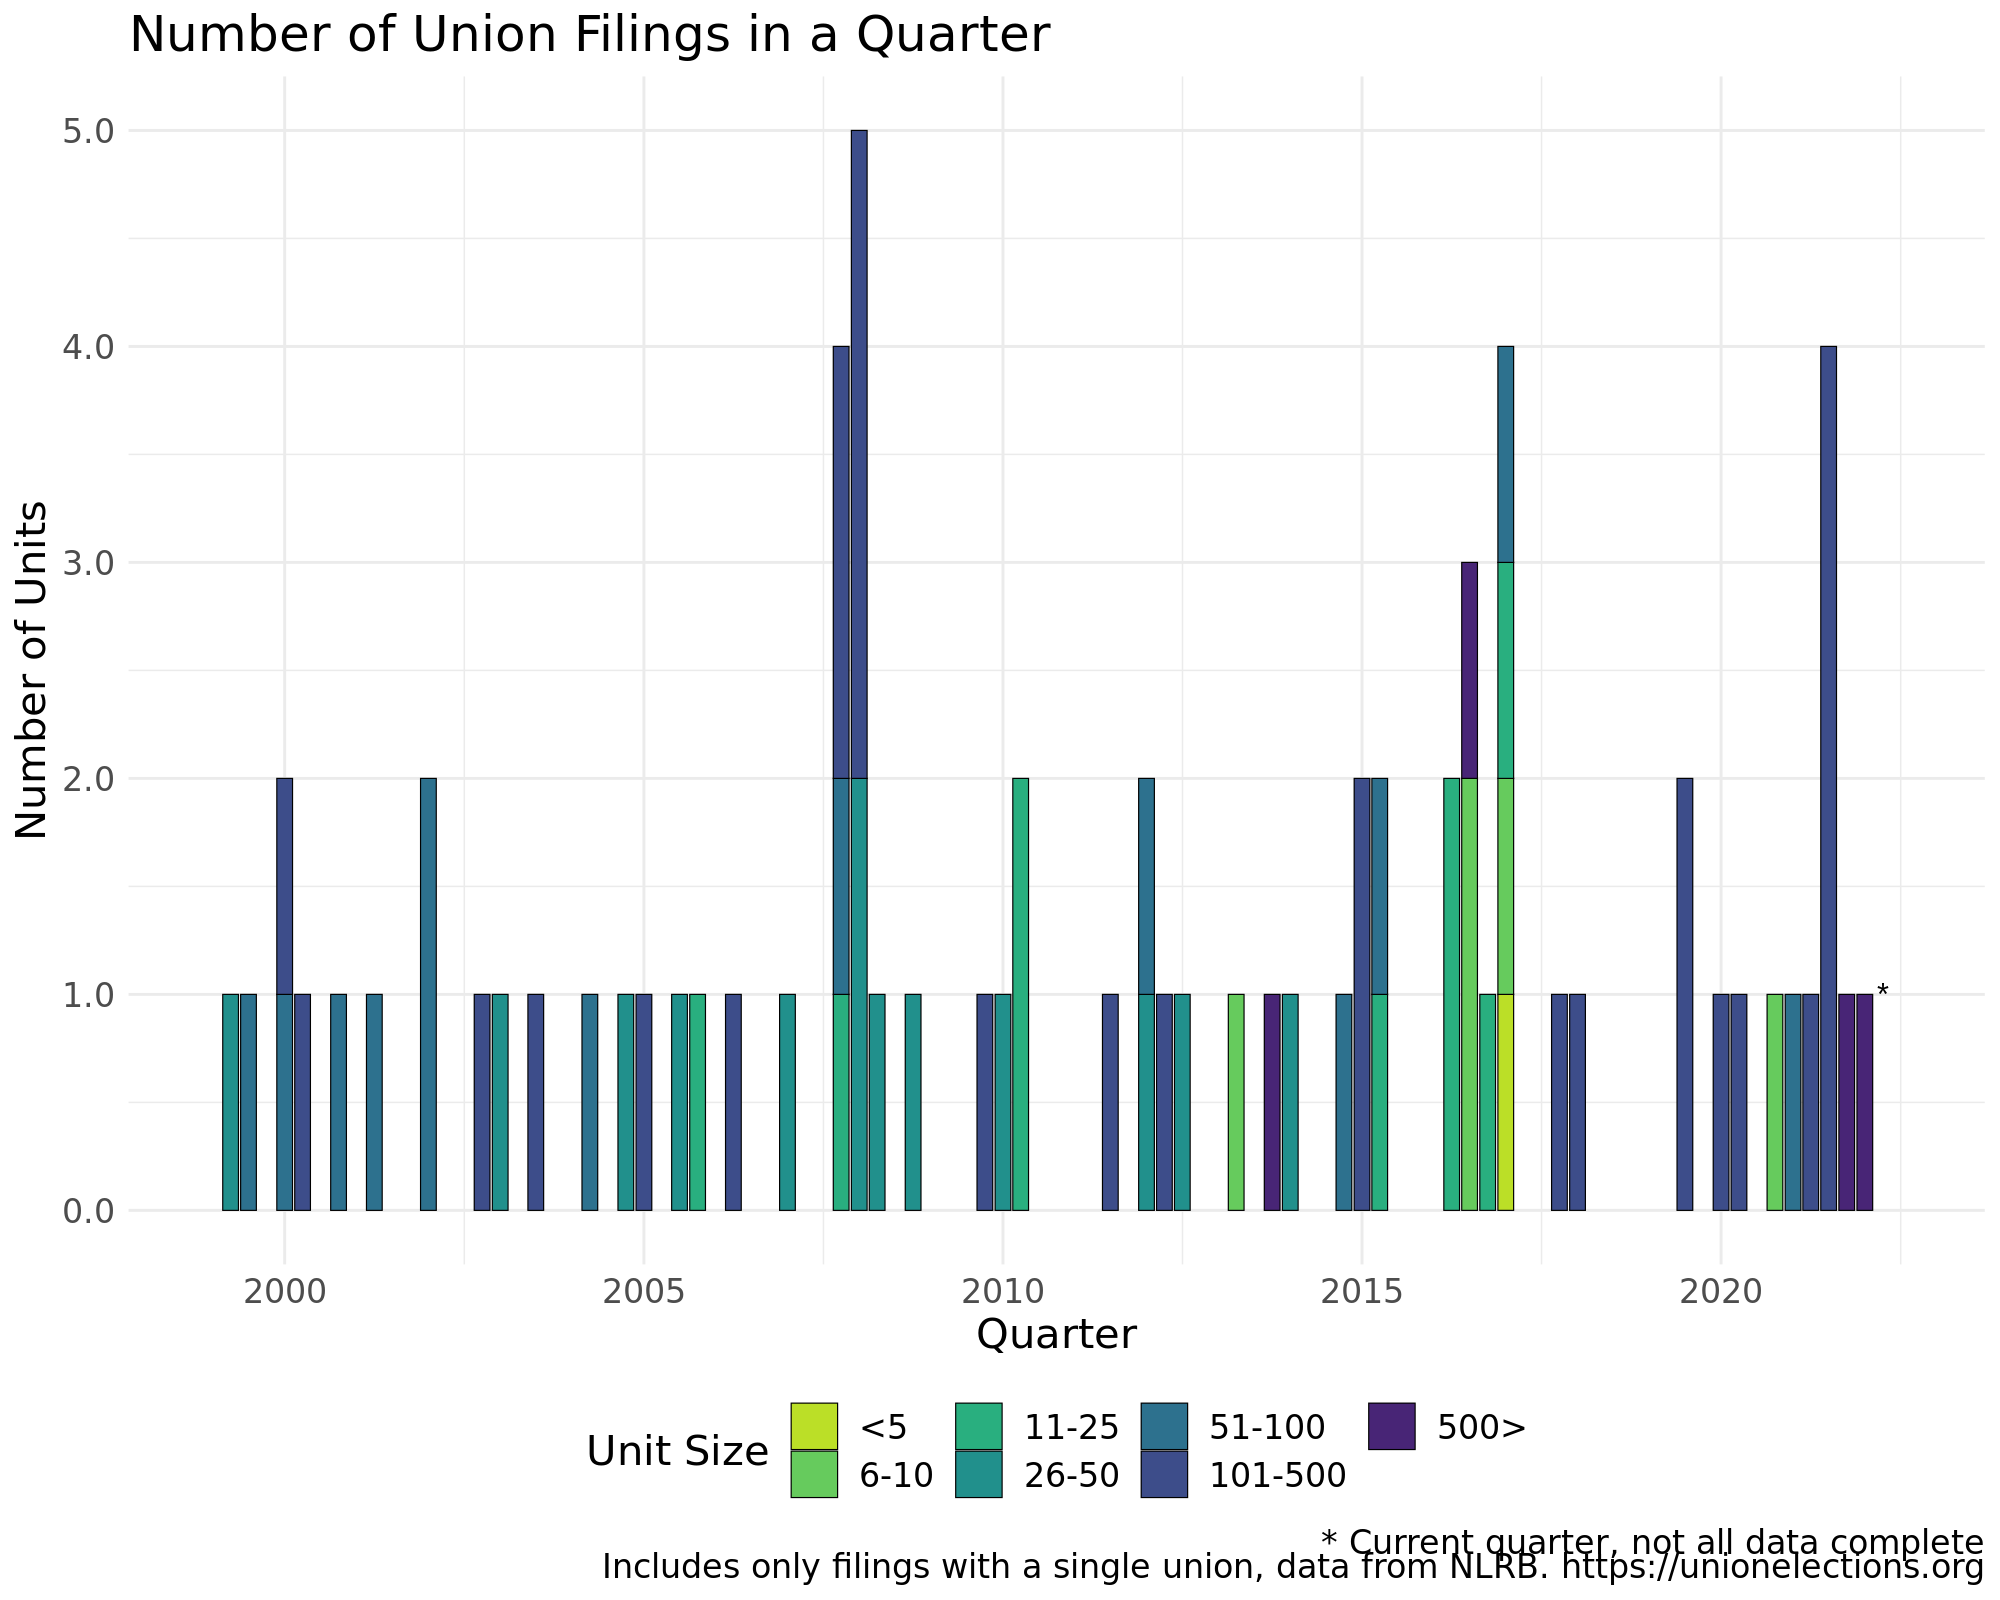 Number of Union Filings in a Quarter
Number of Units
5.0
4.0
3.0
2.0
1.0
0.0
*
2000 2005 2010 2015 2020
Quarter
Unit Size
<5 11-25 51-100 500>
6-10 26-50 101-500
* Current quarter, not all data complete
Includes only filings with a single union, data from NLRB. https://unionelections.org